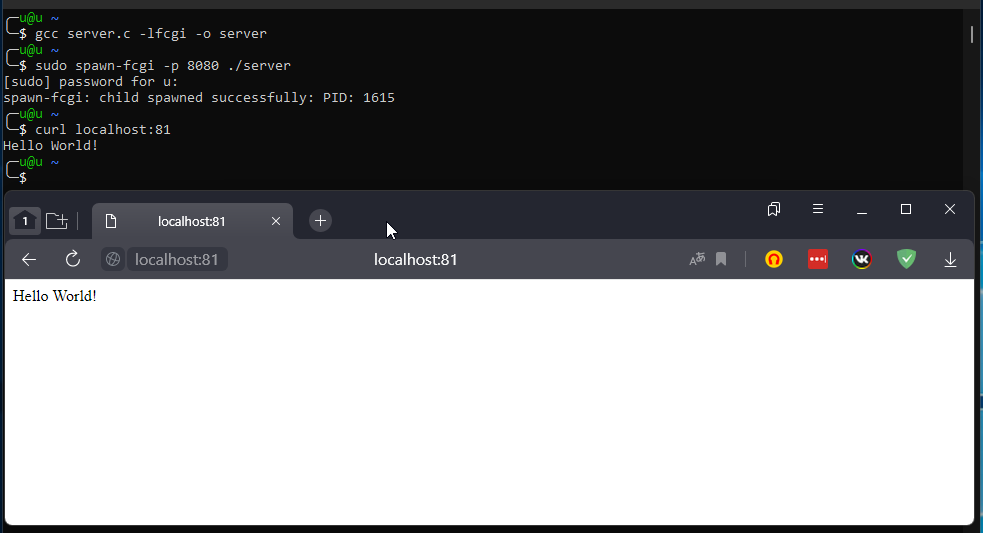 u@u ~
$ gcc server.c -lfcgi -o server
u@u ~
$ sudo spawn-fcgi -p 8080 ./server
[sudo] password for u:
spawn-fcgi: child spawned successfully: PID: 1615
u@u ~
$ curl localhost:81
Hello World!
u@u ~
$
1 localhost:81
localhost:81 localhost:81
Hello World!